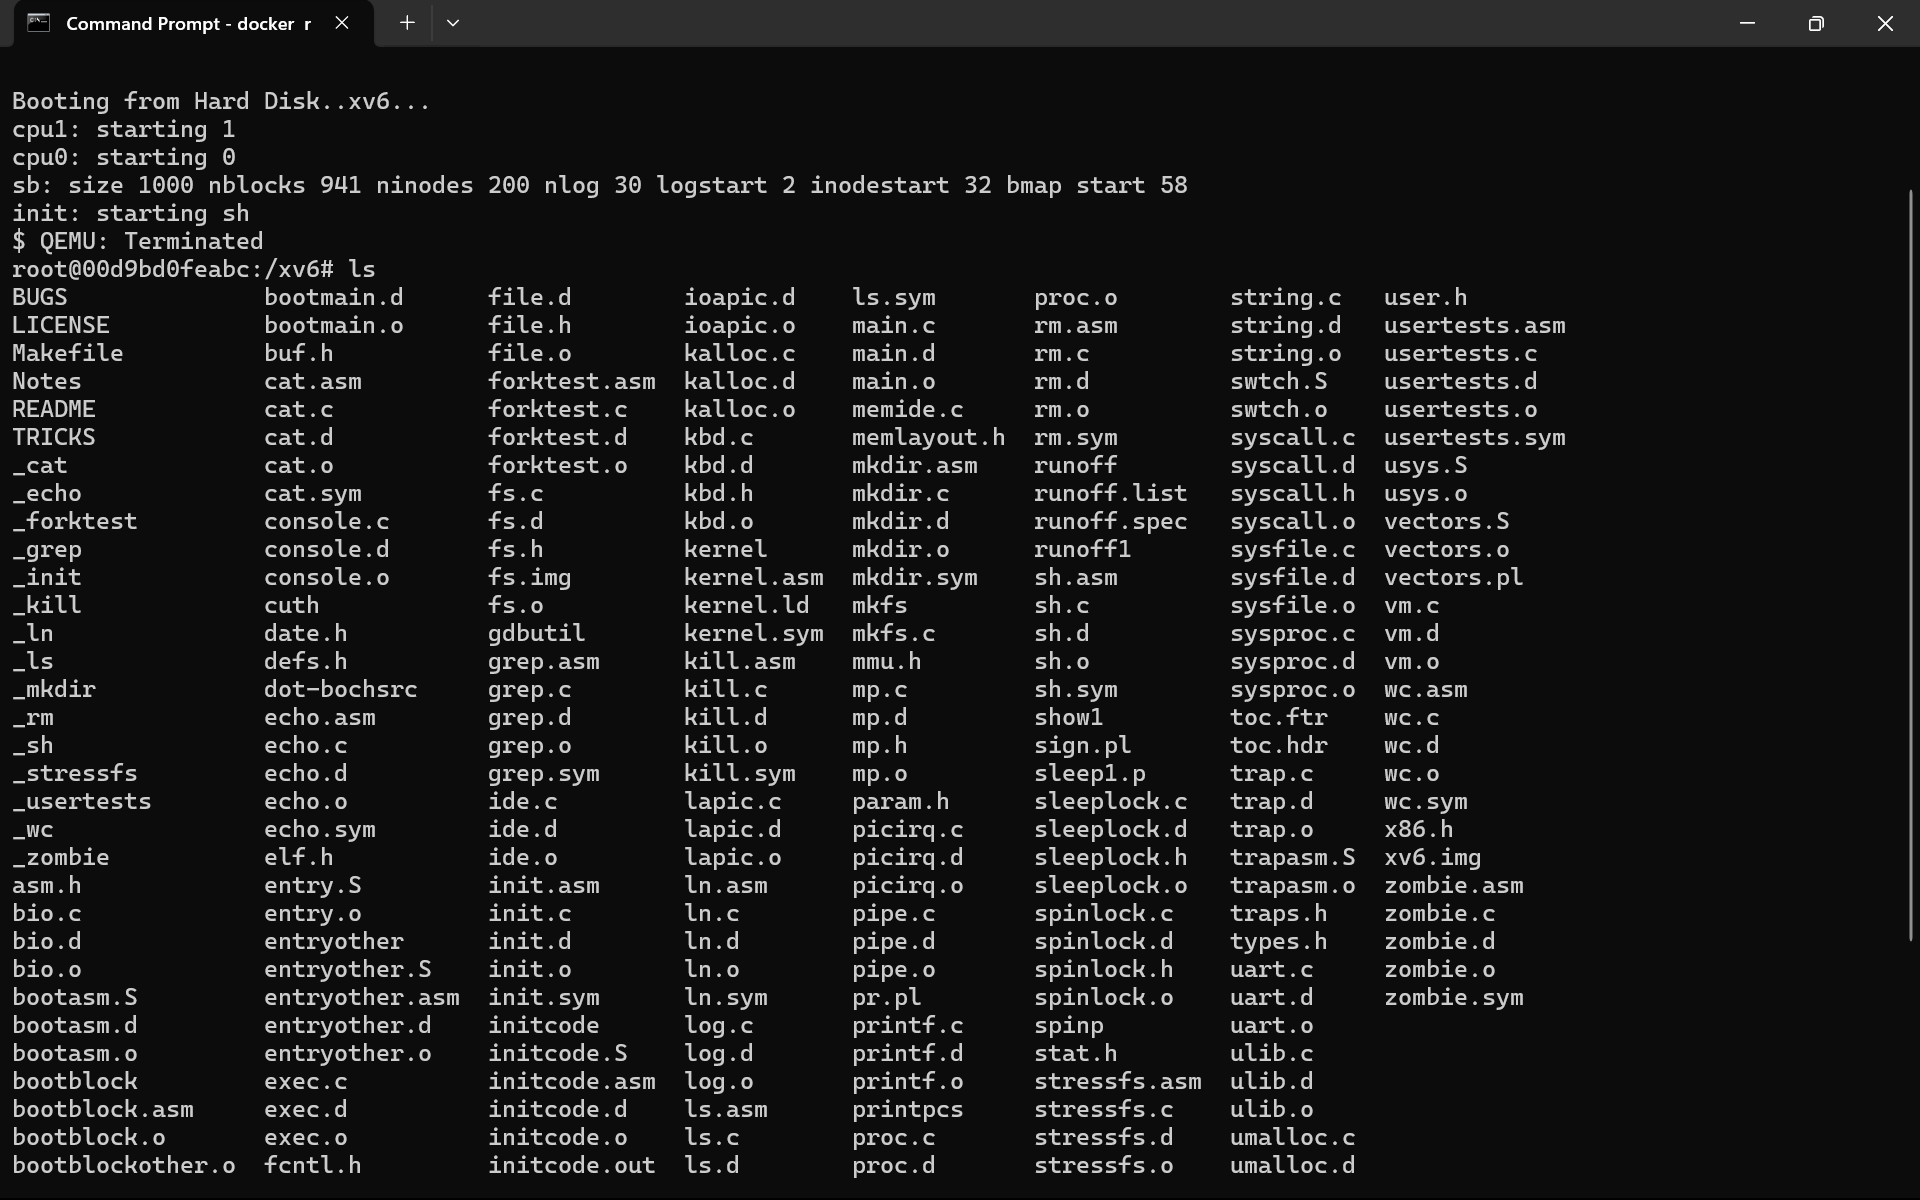 Command Prompt - docker  r
Booting from Hard Disk..xv6...
cpu1: starting 1
cpu0: starting 0
sb: size 1000 nblocks 941 ninodes 200 nlog 30 logstart 2 inodestart 32 bmap start 58
init: starting sh
$ QEMU: Terminated
root@00d9bd0feabc:/xv6# ls
BUGS bootmain.d file.d ioapic.d ls.sym proc.o string.c user.h
LICENSE bootmain.o file.h ioapic.o main.c rm.asm string.d usertests.asm
Makefile buf.h file.o kalloc.c main.d rm.c string.o usertests.c
Notes cat.asm forktest.asm kalloc.d main.o rm.d swtch.S usertests.d
README cat.c forktest.c kalloc.o memide.c rm.o swtch.o usertests.o
TRICKS cat.d forktest.d kbd.c memlayout.h rm.sym syscall.c usertests.sym
_cat cat.o forktest.o kbd.d mkdir.asm runoff syscall.d usys.S
_echo cat.sym fs.c kbd.h mkdir.c runoff.list syscall.h usys.o
_forktest console.c fs.d kbd.o mkdir.d runoff.spec syscall.o vectors.S
_grep console.d fs.h kernel mkdir.o runoff1 sysfile.c vectors.o
_init console.o fs.img kernel.asm mkdir.sym sh.asm sysfile.d vectors.pl
_kill cuth fs.o kernel.ld mkfs sh.c sysfile.o vm.c
_ln date.h gdbutil kernel.sym mkfs.c sh.d sysproc.c vm.d
_ls defs.h grep.asm kill.asm mmu.h sh.o sysproc.d vm.o
_mkdir dot-bochsrc grep.c kill.c mp.c sh.sym sysproc.o wc.asm
_rm echo.asm grep.d kill.d mp.d show1 toc.ftr wc.c
_sh echo.c grep.o kill.o mp.h sign.pl toc.hdr wc.d
_stressfs echo.d grep.sym kill.sym mp.o sleep1.p trap.c wc.o
_usertests echo.o ide.c lapic.c param.h sleeplock.c trap.d wc.sym
_wc echo.sym ide.d lapic.d picirq.c sleeplock.d trap.o x86.h
_zombie elf.h ide.o lapic.o picirq.d sleeplock.h trapasm.S xv6.img
asm.h entry.S init.asm ln.asm picirq.o sleeplock.o trapasm.o zombie.asm
bio.c entry.o init.c ln.c pipe.c spinlock.c traps.h zombie.c
bio.d entryother init.d ln.d pipe.d spinlock.d types.h zombie.d
bio.o entryother.S init.o ln.o pipe.o spinlock.h uart.c zombie.o
bootasm.S entryother.asm init.sym ln.sym pr.pl spinlock.o uart.d zombie.sym
bootasm.d entryother.d initcode log.c printf.c spinp uart.o
bootasm.o entryother.o initcode.S log.d printf.d stat.h ulib.c
bootblock exec.c initcode.asm log.o printf.o stressfs.asm ulib.d
bootblock.asm exec.d initcode.d ls.asm printpcs stressfs.c ulib.o
bootblock.o exec.o initcode.o ls.c proc.c stressfs.d umalloc.c
bootblockother.o fcntl.h initcode.out ls.d proc.d stressfs.o umalloc.d